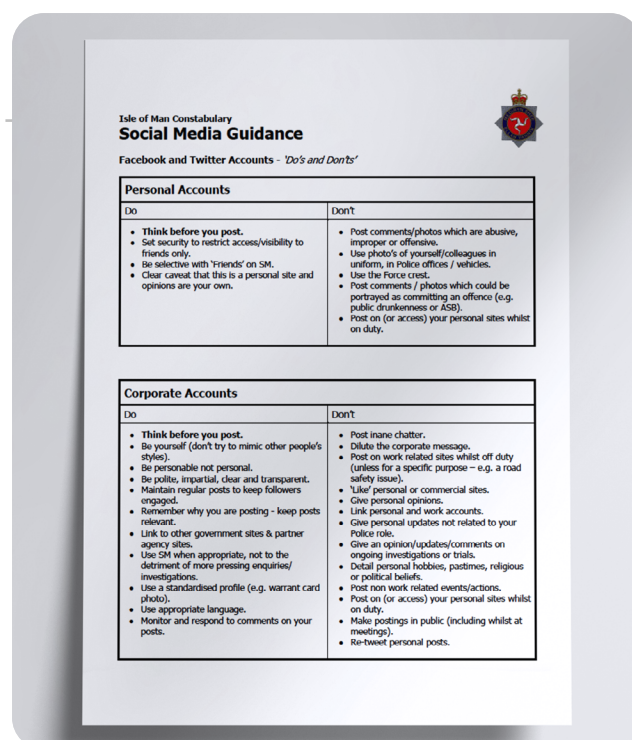 Isle of Man Constabulary
Social Media Guidance
Facebook and Twitter Accounts - 'Do's and Don'ts'
Personal Accounts
Do
• Think before you post.
• Set security to restrict access/visibility to
friends only.
• Be selective with 'Friends' on SM.
• Clear caveat that this is a personal site and
opinions are your own.
Don't
• Post comments/photos which are abusive,
improper or offensive.
• Use photo's of yourself/colleagues in
uniform, in Police offices / vehicles.
• Use the Force crest.
• Post comments / photos which could be
portrayed as committing an offence (e.g.
public drunkenness or ASB).
• Post on (or access) your personal sites whilst
on duty.
Corporate Accounts
Do
• Think before you post.
• Be yourself (don't try to mimic other people's
styles).
• Be personable not personal.
• Be polite, impartial, clear and transparent.
• Maintain regular posts to keep followers
engaged.
• Remember why you are posting - keep posts
relevant.
• Link to other government sites & partner
agency sites.
• Use SM when appropriate, not to the
detriment of more pressing enquiries/
investigations.
• Use a standardised profile (e.g. warrant card
photo).
• Use appropriate language.
• Monitor and respond to comments on your
posts.
Don't
• Post inane chatter.
• Dilute the corporate message.
• Post on work related sites whilst off duty
(unless for a specific purpose – e.g. a road
safety issue).
• 'Like' personal or commercial sites.
• Give personal opinions.
• Link personal and work accounts.
• Give personal updates not related to your
Police role.
• Give an opinion/updates/comments on
ongoing investigations or trials.
• Detail personal hobbies, pastimes, religious
or political beliefs.
• Post non work related events/actions.
• Post on (or access) your personal sites whilst
on duty.
• Make postings in public (including whilst at
meetings).
• Re-tweet personal posts.